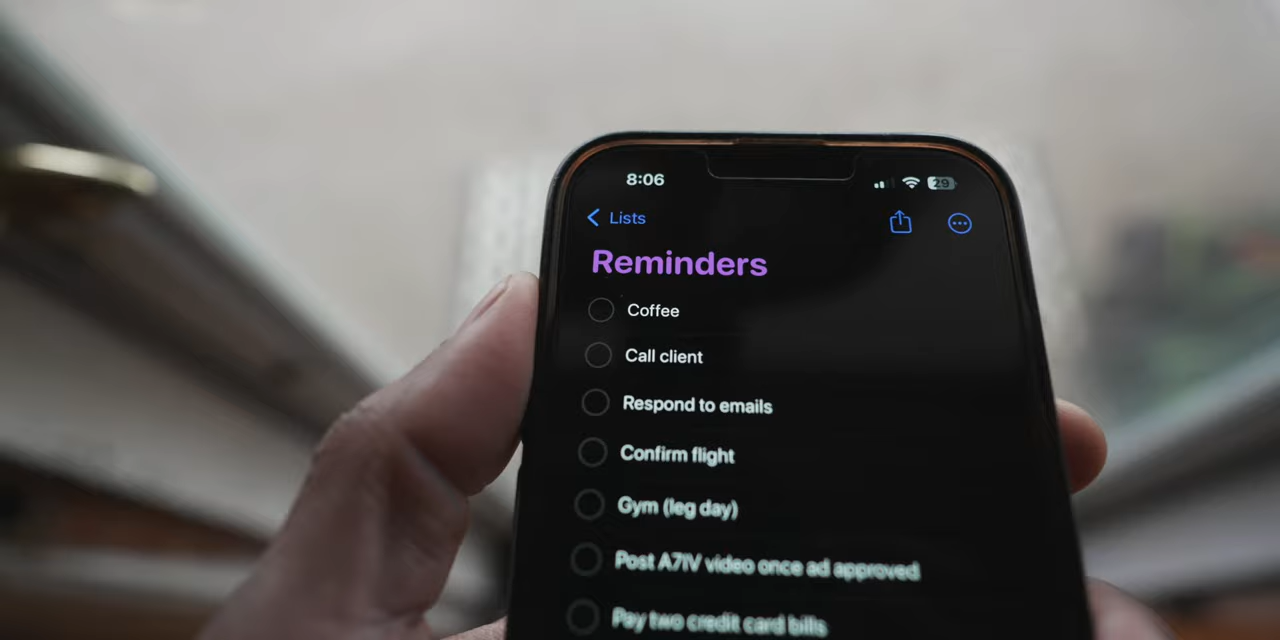 8:06
29
Lists
Reminders
Coffee
Call client
Respond to emails
Confirm flight
Gym (leg day)
Post A7IV video once ad approved
Pay two credit card bills